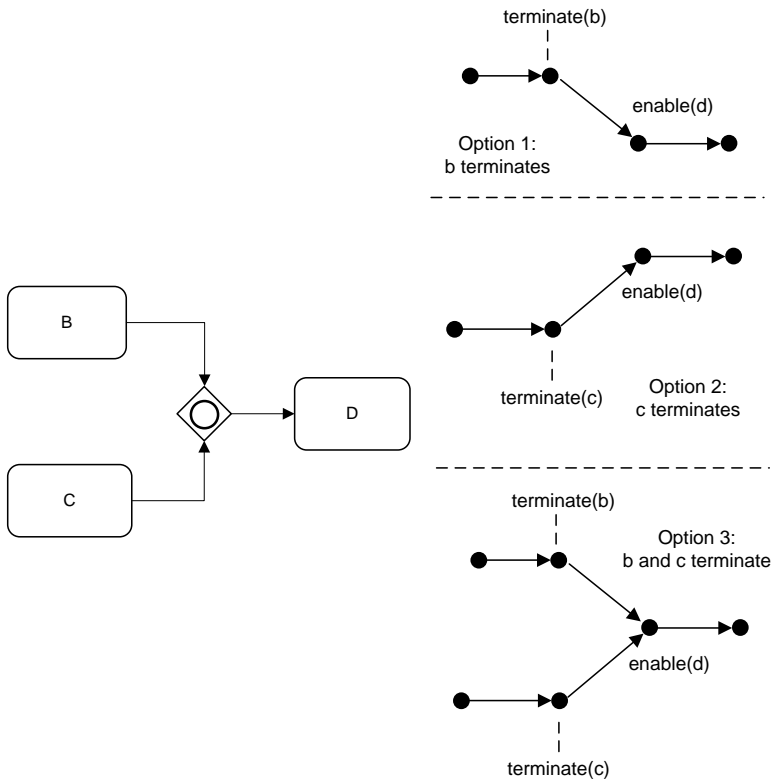 terminate(b)
enable(d)
Option 1:
b terminates
B
C
D
enable(d)
terminate(c)
Option 2:
c terminates
terminate(b)
Option 3:
b and c terminate
enable(d)
terminate(c)